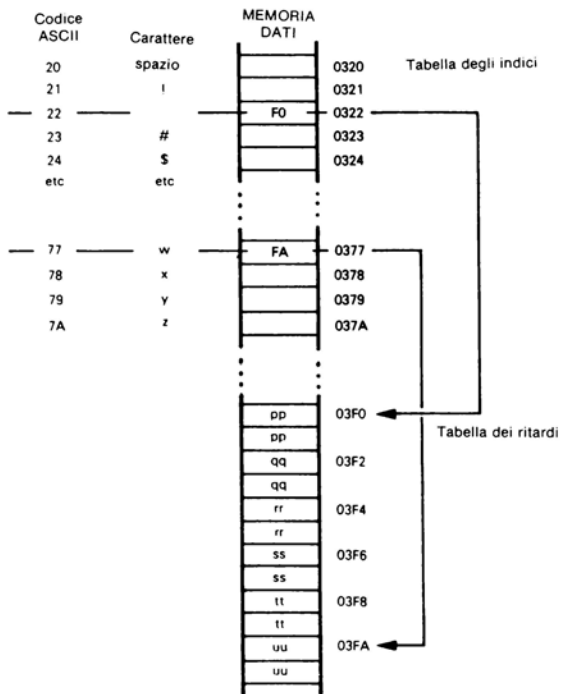 Codice ASCII Carattere MEMORIA DATI
20 spazio 0320 Tabella degli indici
21 ! 0321
22 F0 0322
23 # 0323
24 $ 0324
etc etc
77 w FA 0377
78 x 0378
79 y 0379
7A z 037A
pp 03F0
pp Tabella dei ritardi
qq 03F2
qq
rr 03F4
rr
ss 03F6
ss
tt 03F8
tt
uu 03FA
uu